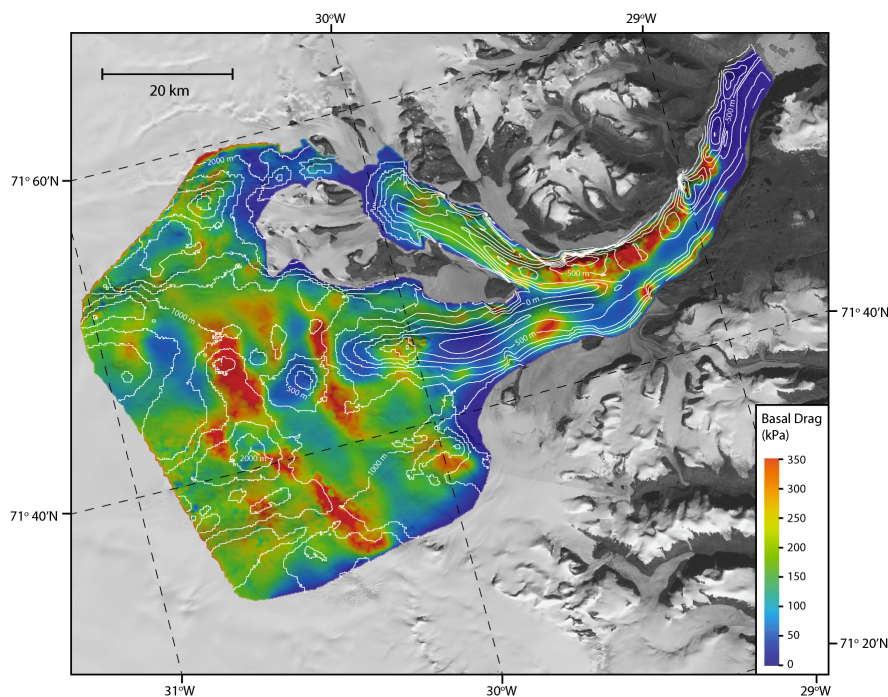 30°W
29°W
20 km
-500 m
2000 m
71° 60'N
-500 m
0 m
1000 m
71° 40'N
-500 m
500 m
Basal Drag
(kPa)
2000 m
1000 m
350
300
71° 40'N
250
200
150
100
71° 20'N
50
0
31°W
30°W
29°W